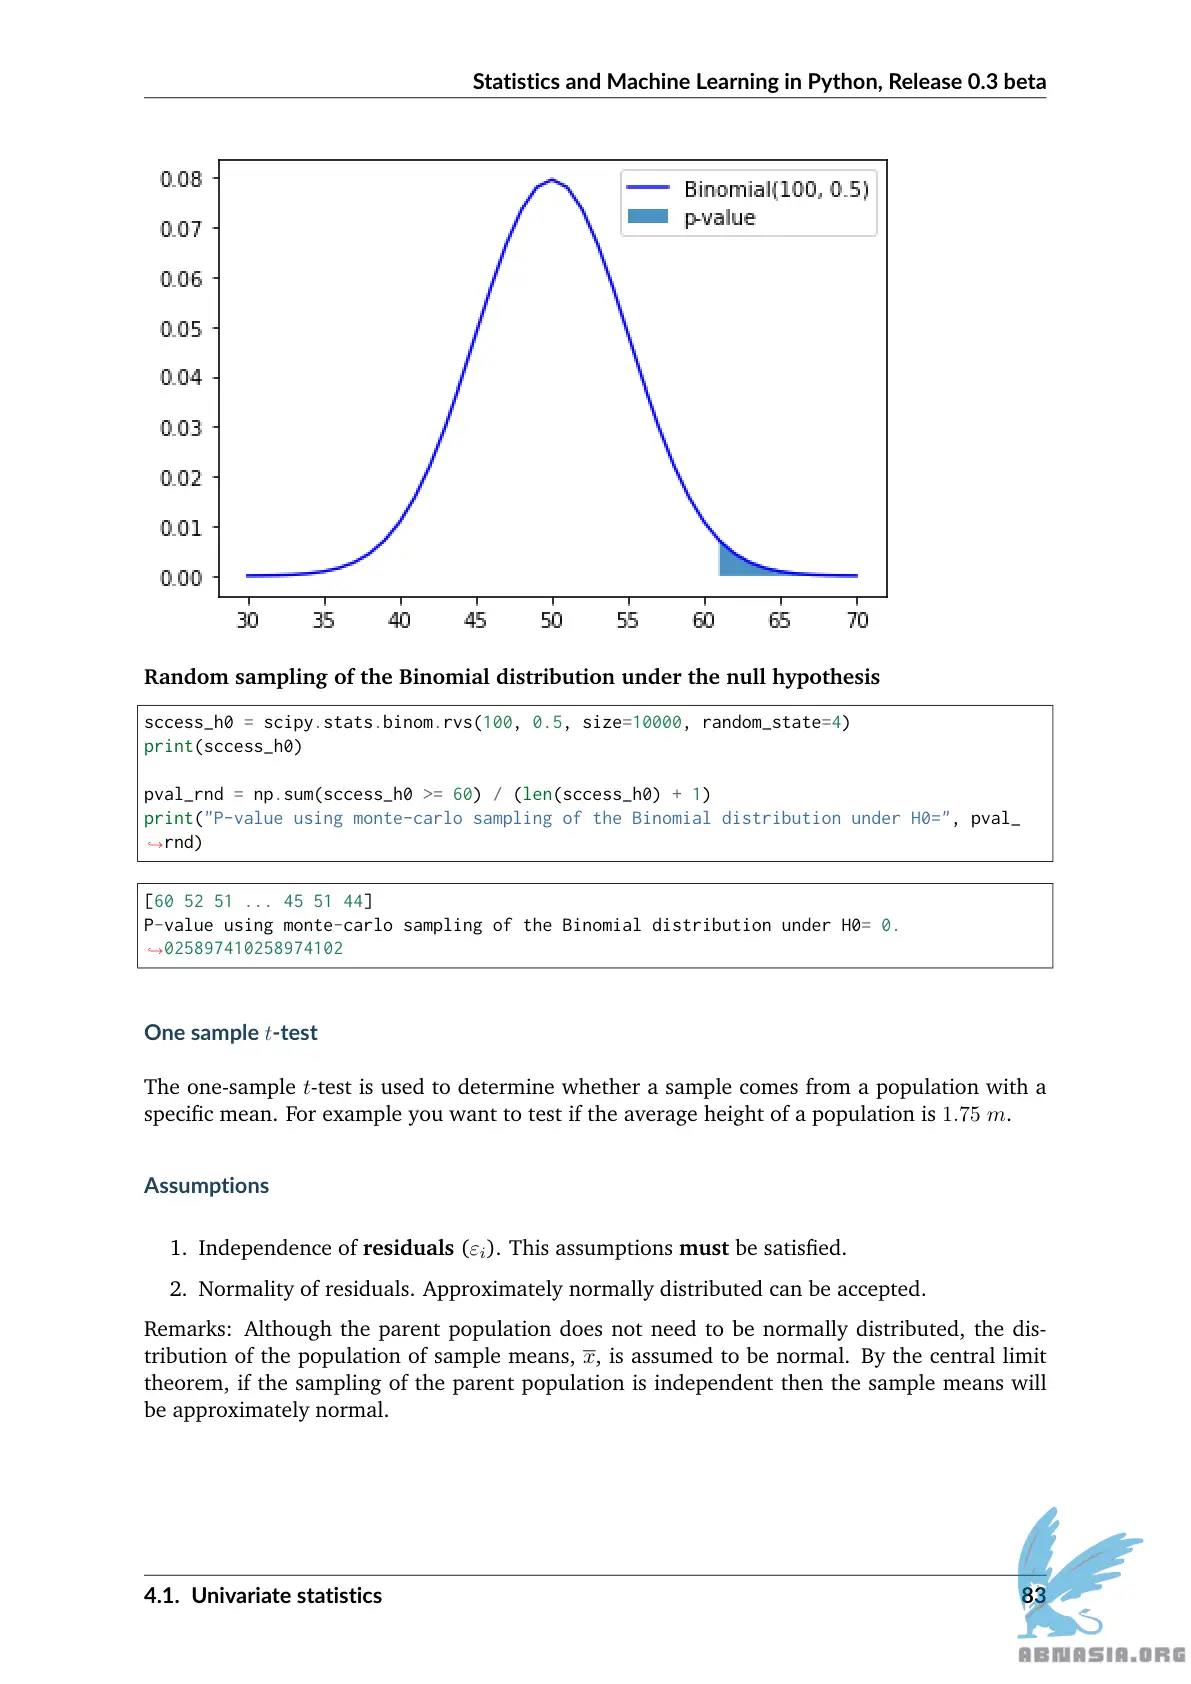 Statistics and Machine Learning in Python, Release 0.3 beta
0.08
0.07
0.06
0.05
0.04
0.03
0.02
0.01
0.00
Binomial(100, 0.5)
p-value
30 35 40 45 50 55 60 65 70
Random sampling of the Binomial distribution under the null hypothesis
sccess_h0 = scipy.stats.binom.rvs(100, 0.5, size=10000, random_state=4)
print(sccess_h0)
pval_rnd = np.sum(sccess_h0 >= 60) / (len(sccess_h0) + 1)
print("P-value using monte-carlo sampling of the Binomial distribution under H0=", pval_
↪rnd)
[60 52 51 ... 45 51 44]
P-value using monte-carlo sampling of the Binomial distribution under H0= 0.
↪025897410258974102
One sample t-test
The one-sample t-test is used to determine whether a sample comes from a population with a
specific mean. For example you want to test if the average height of a population is 1.75 m.
Assumptions
1. Independence of residuals (εi). This assumptions must be satisfied.
2. Normality of residuals. Approximately normally distributed can be accepted.
Remarks: Although the parent population does not need to be normally distributed, the dis-
tribution of the population of sample means, x̅, is assumed to be normal. By the central limit
theorem, if the sampling of the parent population is independent then the sample means will
be approximately normal.
4.1. Univariate statistics 83
ABNASIA.ORG